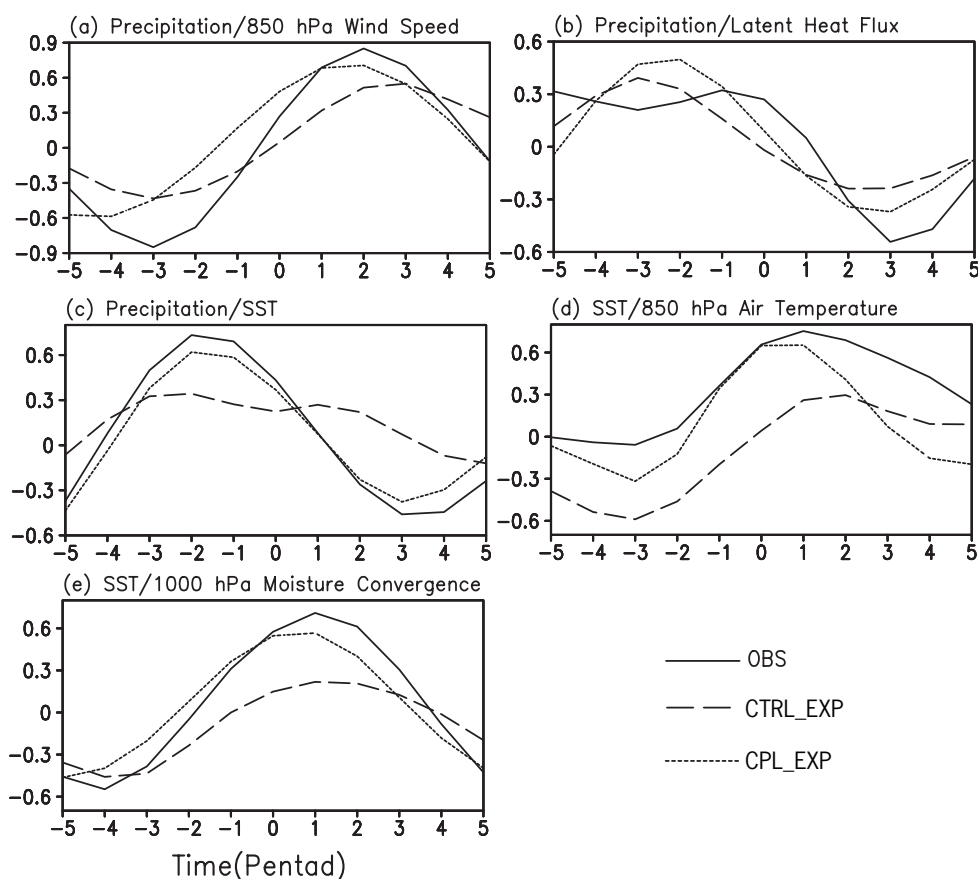 (a) Precipitation/850 hPa Wind Speed
0.9
0.6
0.3
0
-0.3
-0.6
-0.9
-5 -4 -3 -2 -1 0 1 2 3 4 5
(b) Precipitation/Latent Heat Flux
0.6
0.3
0
-0.3
-0.6
-5 -4 -3 -2 -1 0 1 2 3 4 5
(c) Precipitation/SST
0.6
0.3
0
-0.3
-0.6
-5 -4 -3 -2 -1 0 1 2 3 4 5
(d) SST/850 hPa Air Temperature
0.6
0.3
0
-0.3
-0.6
-5 -4 -3 -2 -1 0 1 2 3 4 5
(e) SST/1000 hPa Moisture Convergence
0.6
0.3
0
-0.3
-0.6
-5 -4 -3 -2 -1 0 1 2 3 4 5
Time(Pentad)
OBS
CTRL_EXP
CPL_EXP